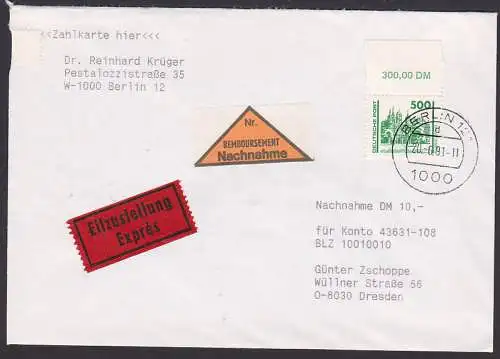 <<Zahlkarte hier<<<
Dr. Reinhard Krüger
Pestalozzistraße 35
W-1000 Berlin 12
300,00 DM
500
DEUTSCHE POST
BERLIN 12
1000
Nr.
REMBOURSEMENT
Nachnahme
Eilzustellung
Exprès
Nachnahme DM 10,-
für Konto 43631-108
BLZ 10010010
Günter Zschoppe
Wüllner Straße 56
O-8030 Dresden